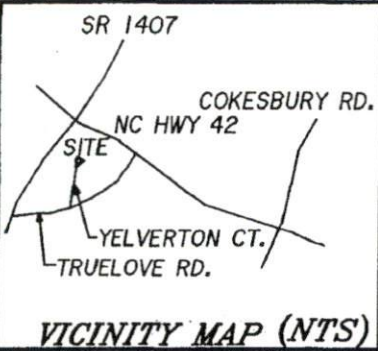 SR 1407
COKESBURY RD.
NC HWY 42
SITE
YELVERTON CT.
TRUELOVE RD.
VICINITY MAP (NTS)